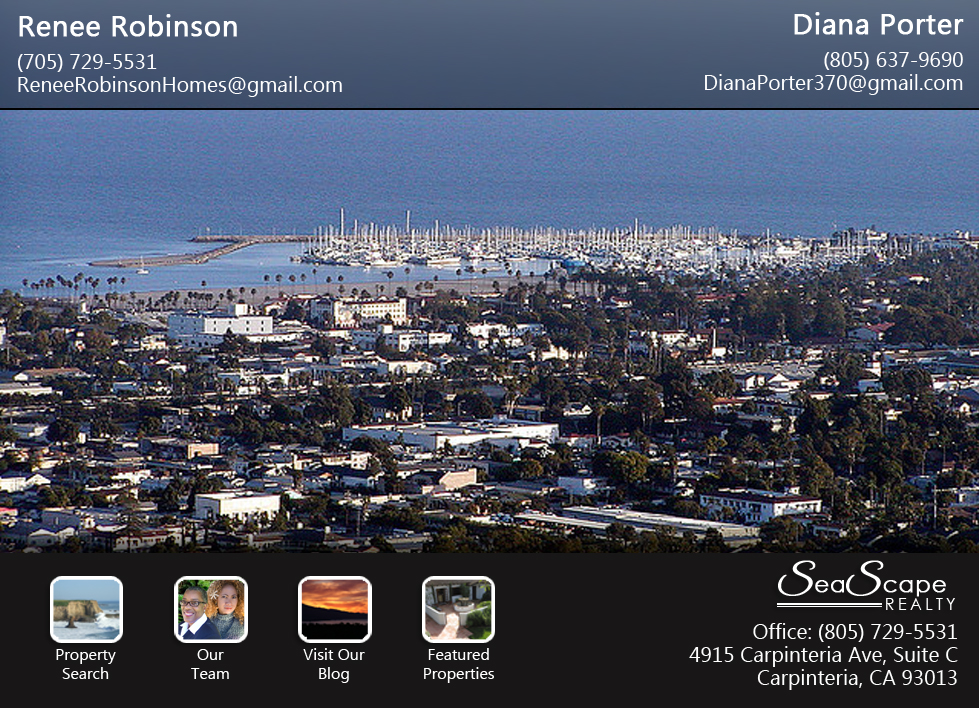 Renee Robinson
(705) 729-5531
ReneeRobinsonHomes@gmail.com
Diana Porter
(805) 637-9690
DianaPorter370@gmail.com
Property
Search
Our
Team
Visit Our
Blog
Featured
Properties
SeaScape
REALTY
Office: (805) 729-5531
4915 Carpinteria Ave, Suite C
Carpinteria, CA 93013